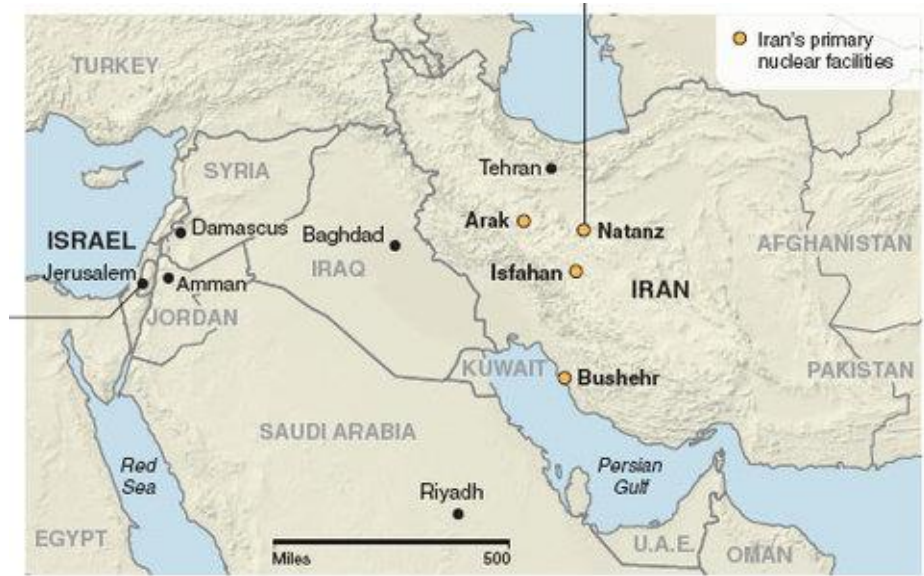 Iran's primary
nuclear facilities
TURKEY
SYRIA
Tehran
Arak
Natanz
ISRAEL
Damascus
Baghdad
AFGHANISTAN
Jerusalem
Amman
IRAQ
Isfahan
IRAN
JORDAN
KUWAIT
Bushehr
PAKISTAN
SAUDI ARABIA
Red
Sea
Persian
Gulf
Riyadh
EGYPT
Miles
500
U.A.E.
OMAN